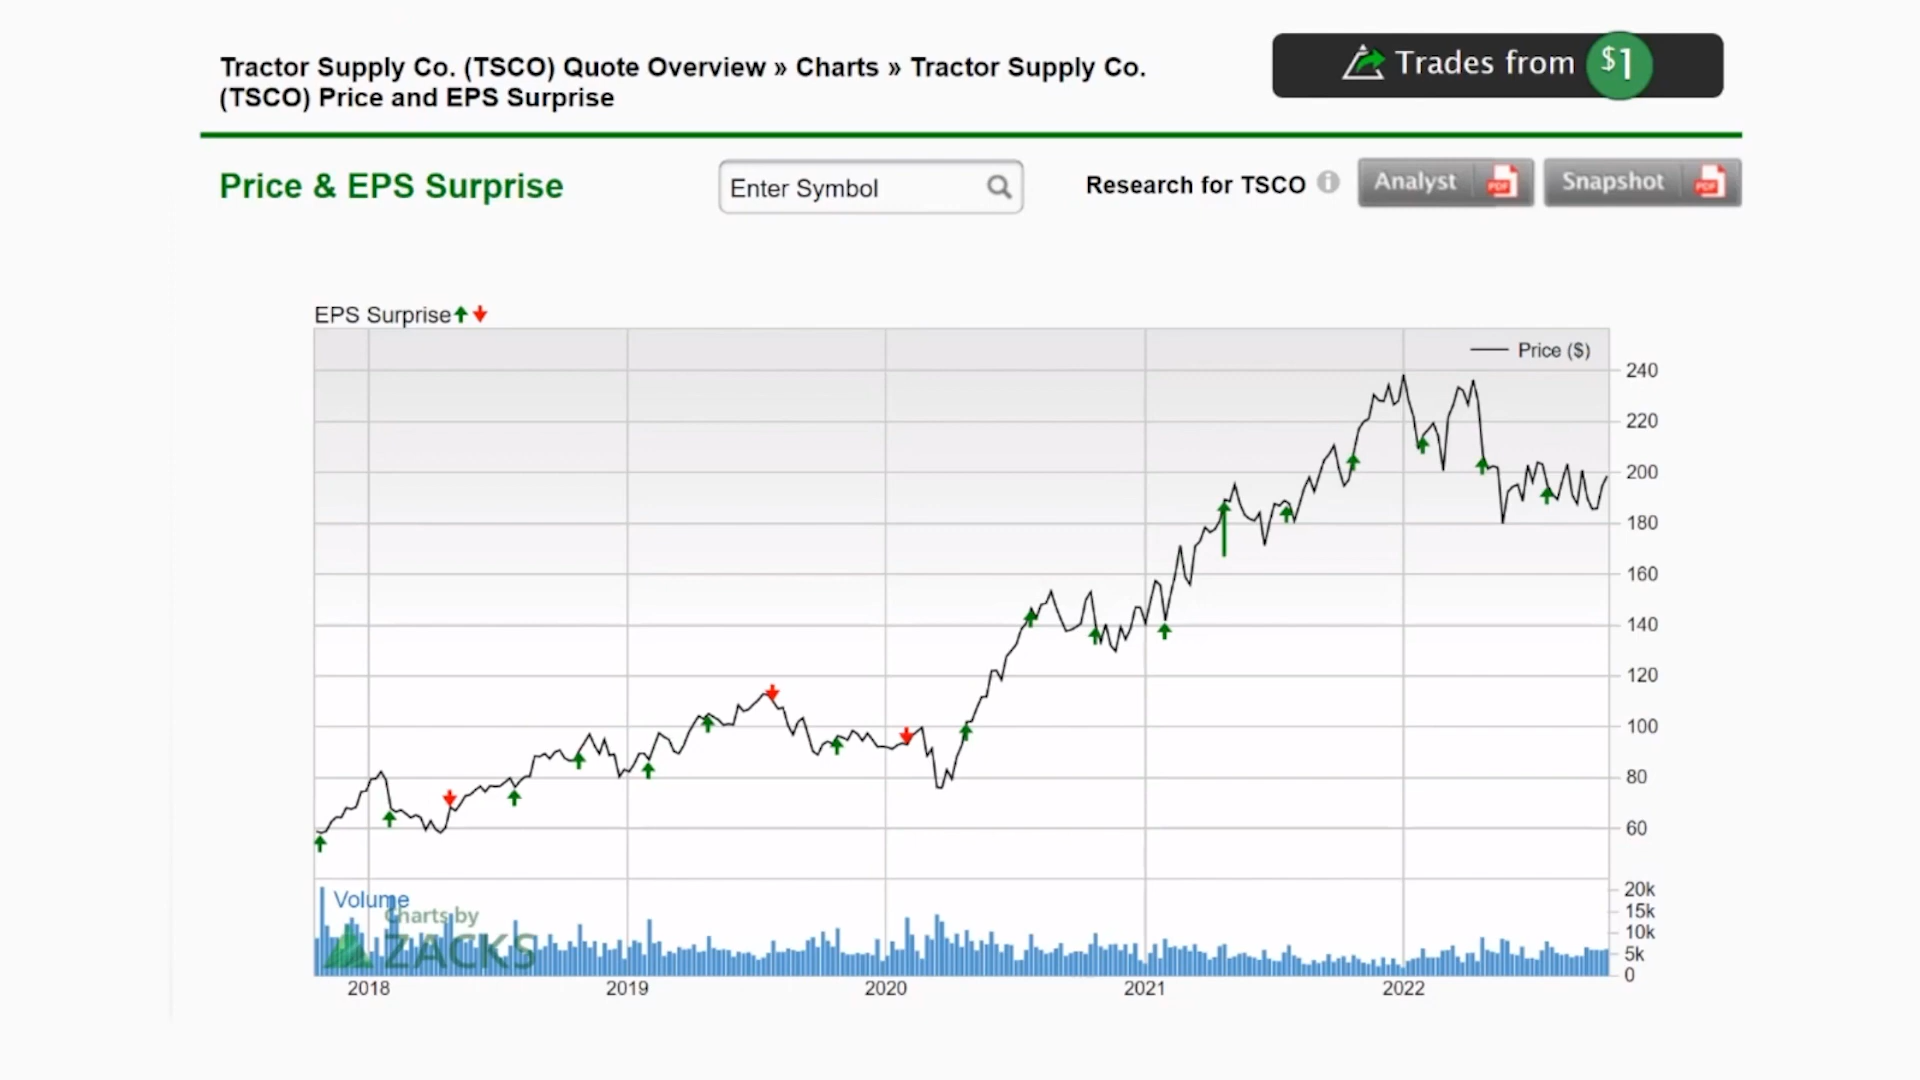 Tractor Supply Co. (TSCO) Quote Overview » Charts » Tractor Supply Co.
(TSCO) Price and EPS Surprise
Trades from $1
Price & EPS Surprise
Enter Symbol
Research for TSCO
Analyst PDF
Snapshot PDF
EPS Surprise
Price ($)
240
220
200
180
160
140
120
100
80
60
Volume
Charts by
ZACKS
20k
15k
10k
5k
0
2018 2019 2020 2021 2022